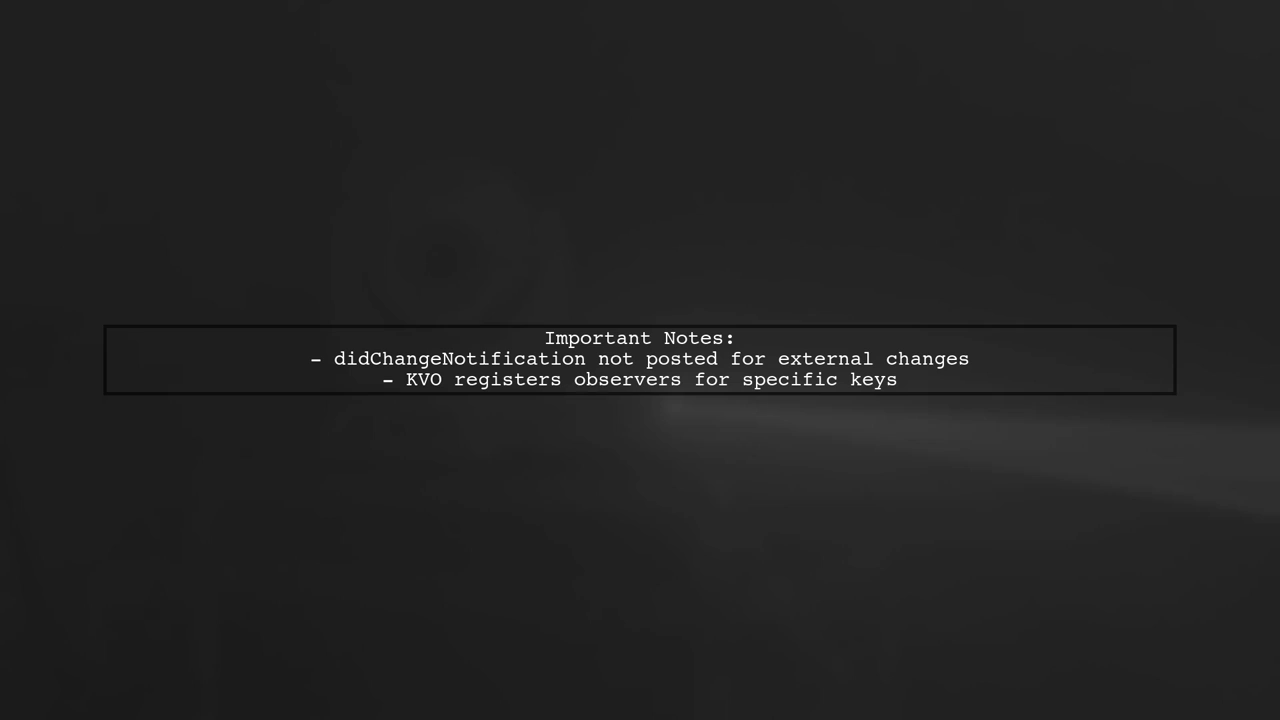 Important Notes:
- didChangeNotification not posted for external changes
- KVO registers observers for specific keys